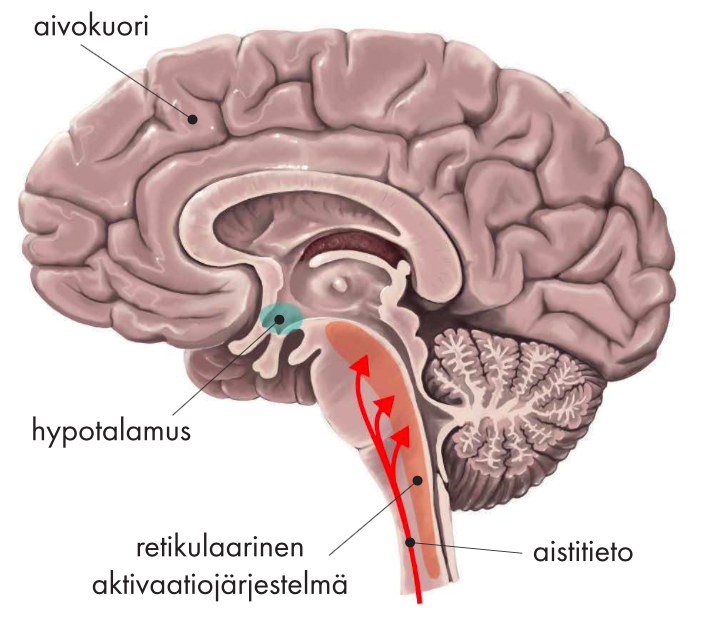 aivokuori
hypotalamus
retikulaarinen
aktivaatiojärjestelmä
aistitieto